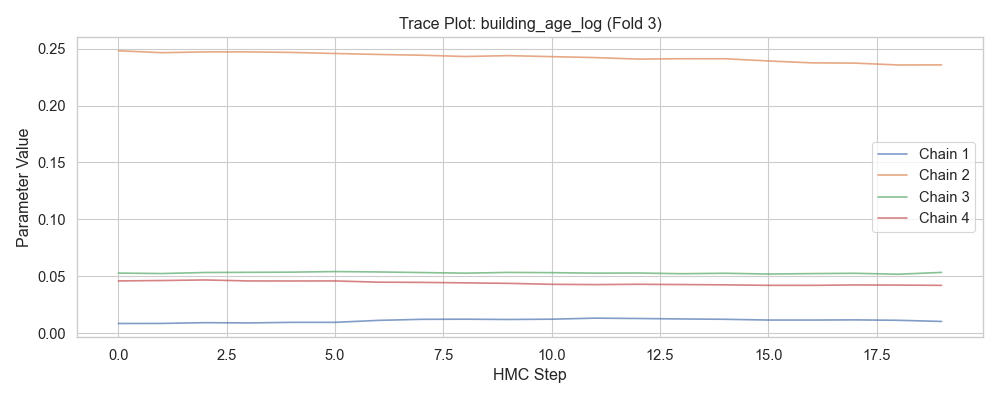 Trace Plot: building_age_log (Fold 3)
Parameter Value
0.25
0.20
0.15
0.10
0.05
0.00
Chain 1
Chain 2
Chain 3
Chain 4
0.0 2.5 5.0 7.5 10.0 12.5 15.0 17.5
HMC Step